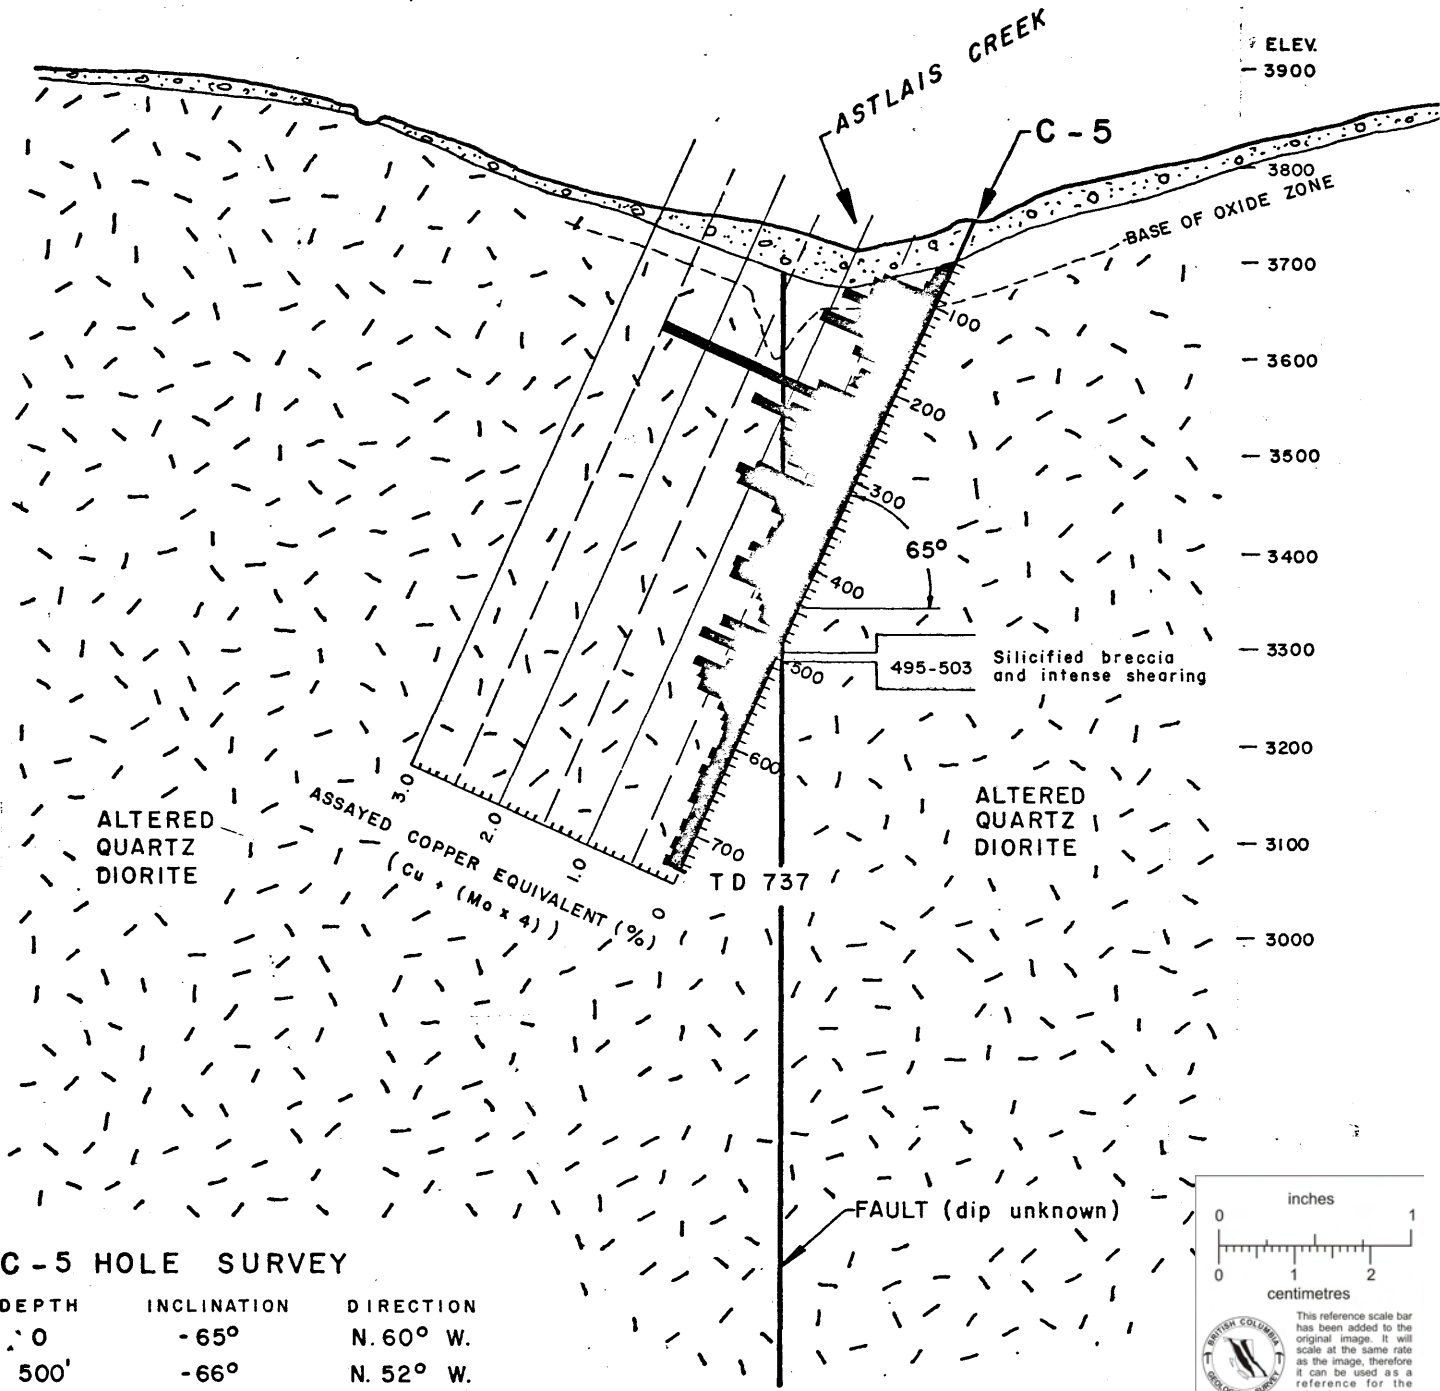 ASTLAIS CREEK
ELEV.
3900
C-5
3800
BASE OF OXIDE ZONE
3700
100
3600
200
3500
300
65°
3400
400
3300
495-503
Silicified breccia
and intense shearing
500
3200
600
3.0
2.0
1.0
0
ASSAYED COPPER EQUIVALENT (%)
(Cu + (Mo x 4))
ALTERED
QUARTZ
DIORITE
ALTERED
QUARTZ
DIORITE
3100
700
TD 737
3000
FAULT (dip unknown)
C-5 HOLE SURVEY
DEPTH INCLINATION DIRECTION
0 -65° N. 60° W.
500' -66° N. 52° W.
inches
0 1
0 1 2
centimetres
BRITISH COLUMBIA
This reference scale bar
has been added to the
original image. It will
scale at the same rate
as the image, therefore
it can be used as a
reference for the